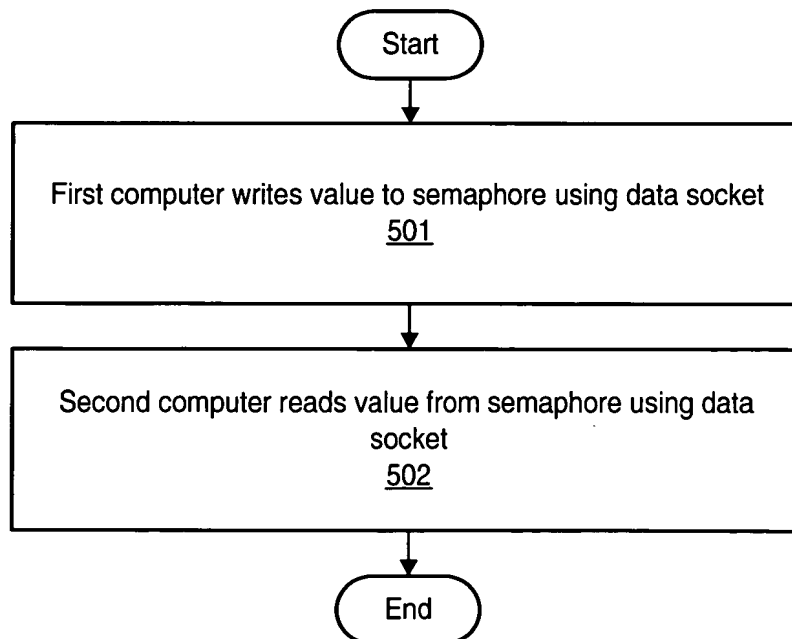 Start
First computer writes value to semaphore using data socket
501
Second computer reads value from semaphore using data
socket
502
End